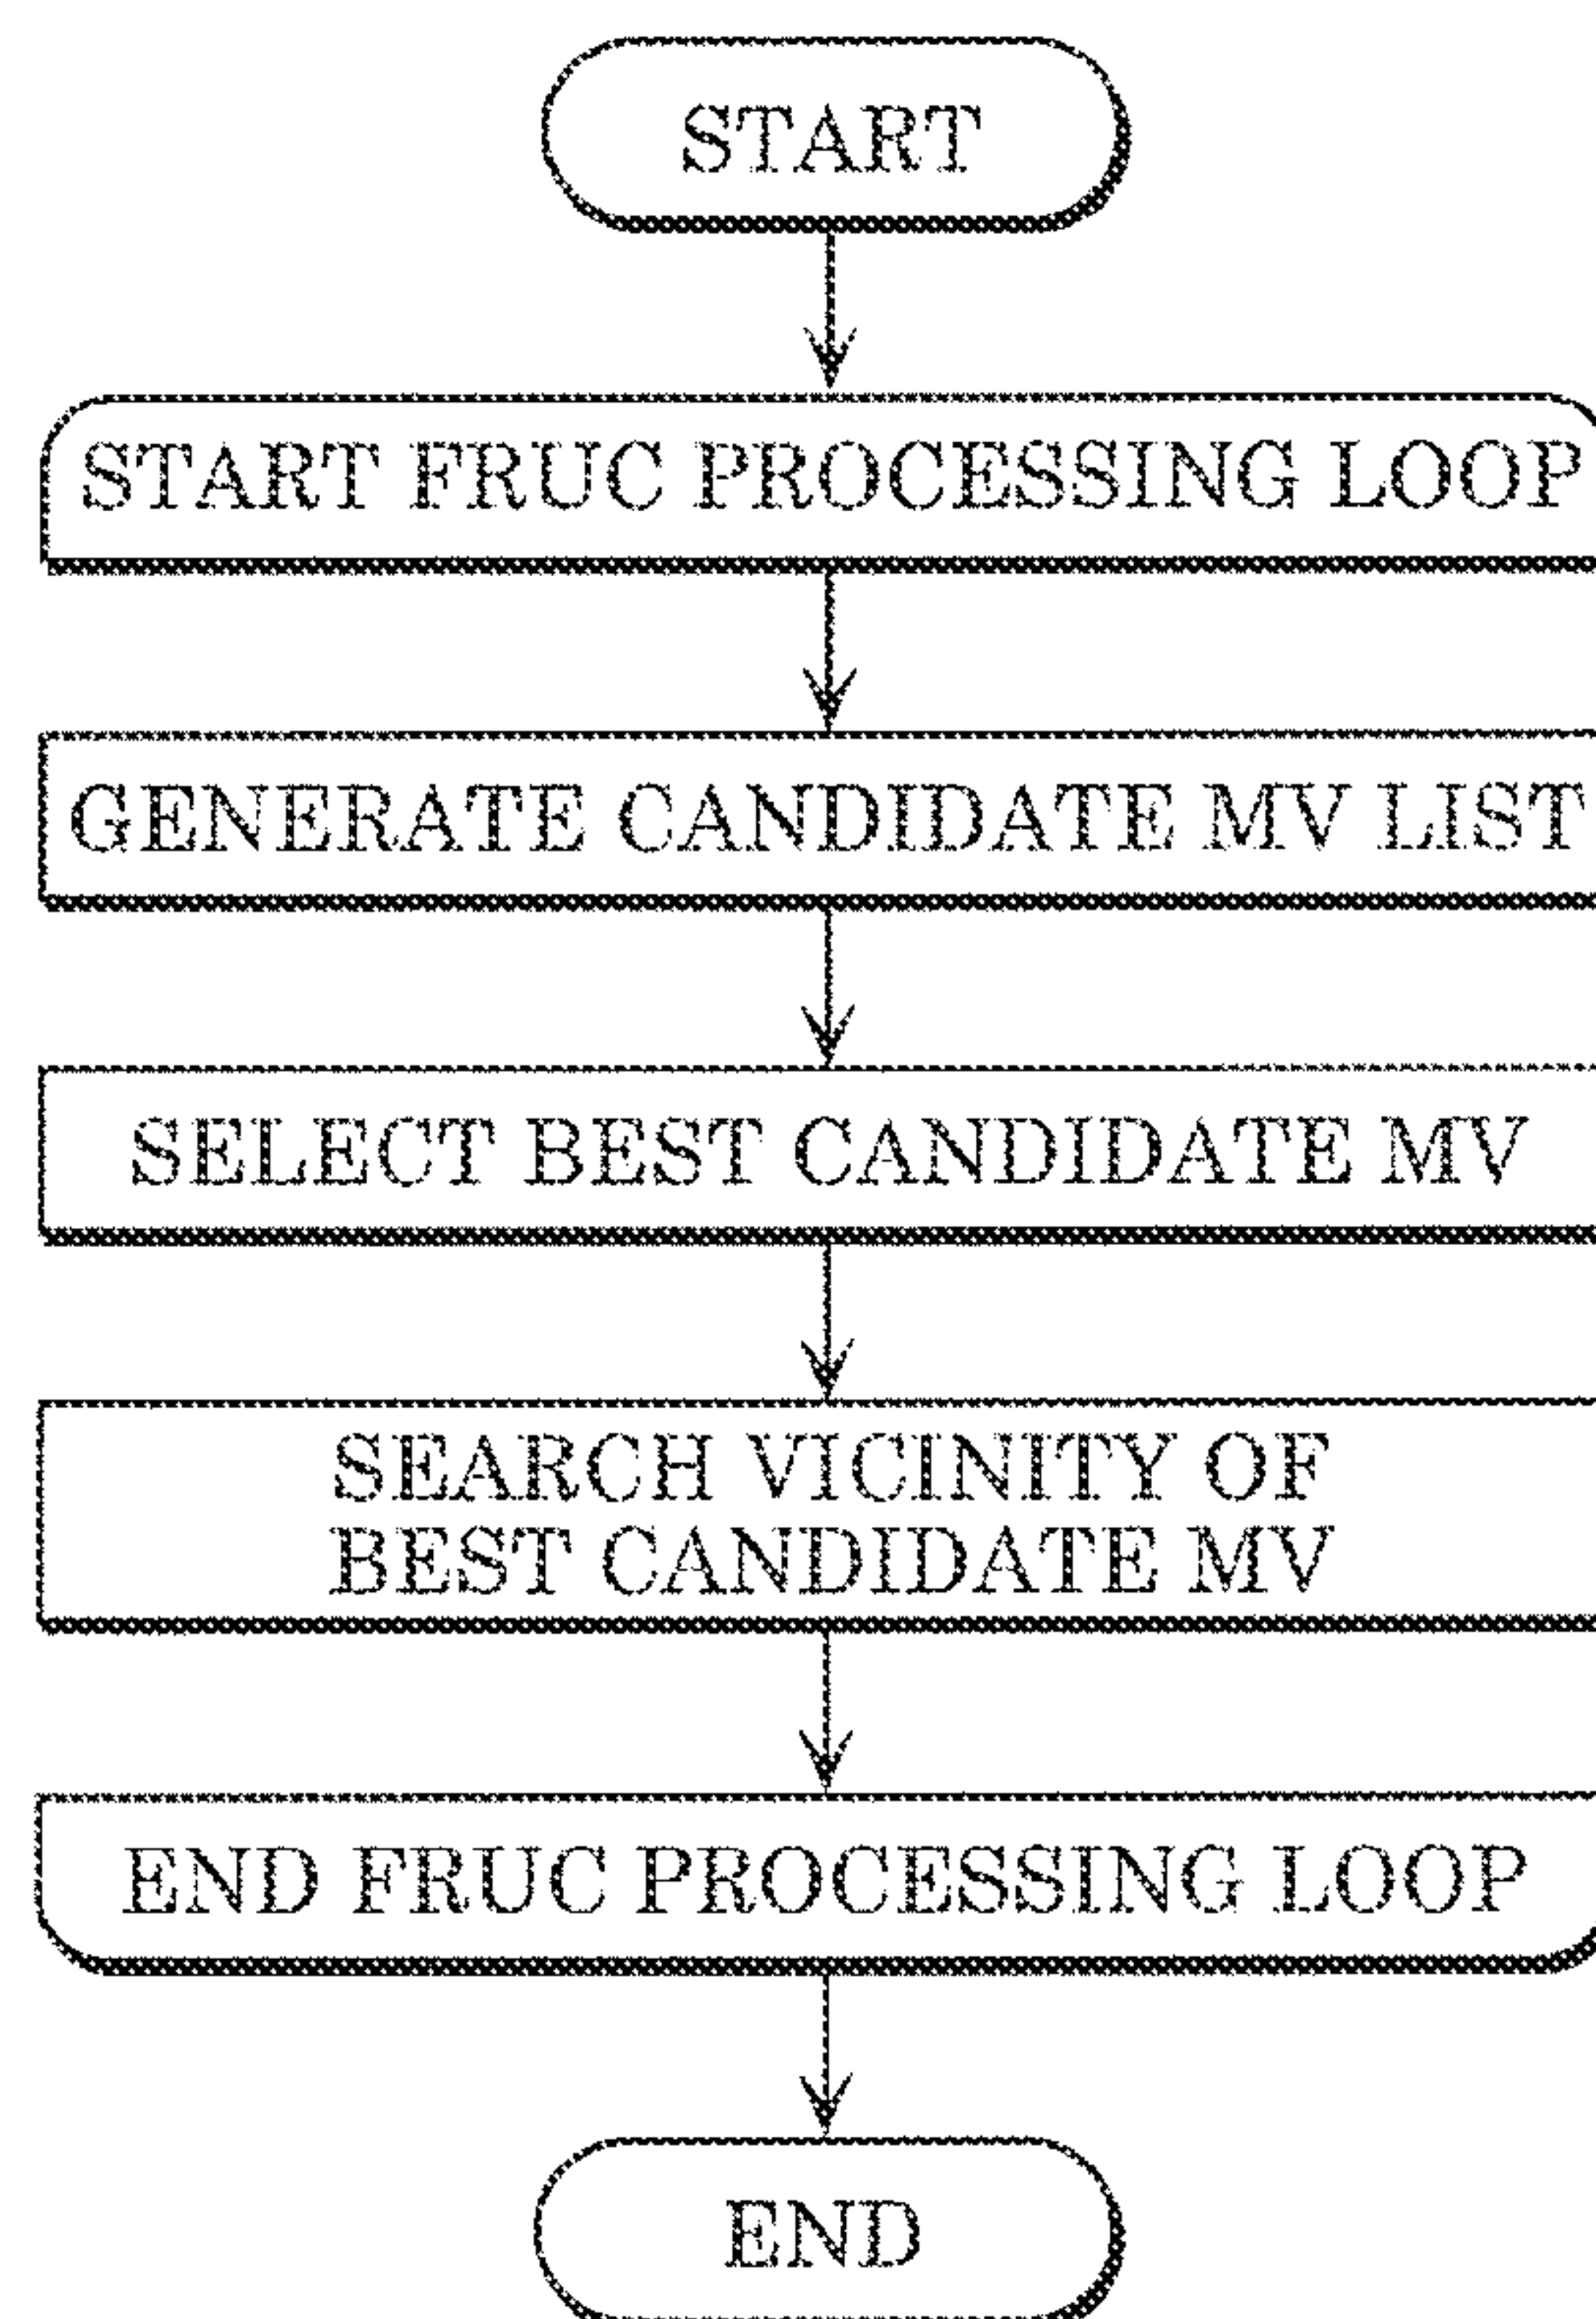 START
START FRUC PROCESSING LOOP
GENERATE CANDIDATE MV LIST
SELECT BEST CANDIDATE MV
SEARCH VICINITY OF
BEST CANDIDATE MV
END FRUC PROCESSING LOOP
END